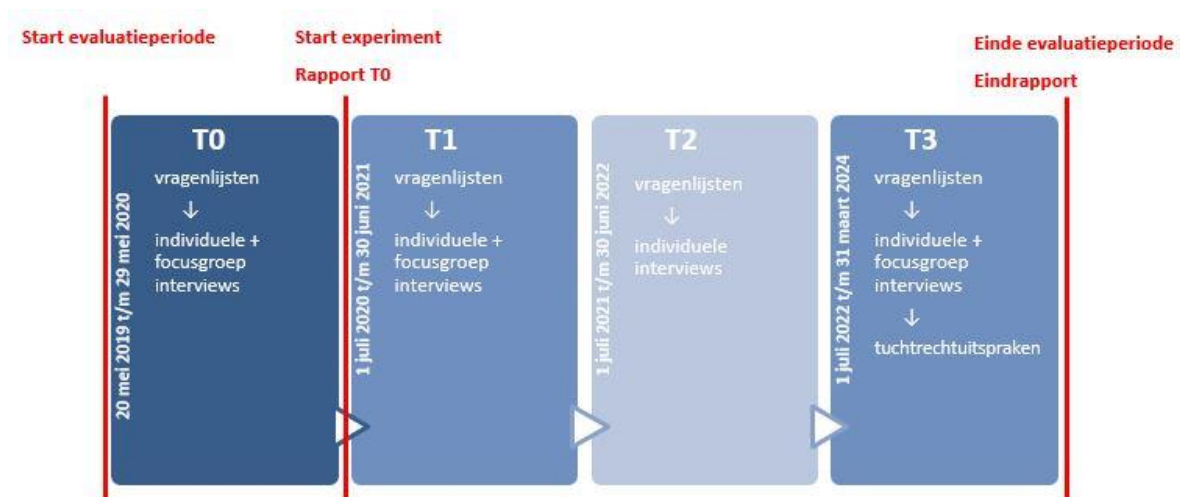 Start evaluatieperiode
Start experiment
Rapport T0
Einde evaluatieperiode
Eindrapport
20 mei 2019 t/m 29 mei 2020
T0
vragenlijsten
↓
individuele +
focusgroep
interviews
1 juli 2020 t/m 30 juni 2021
T1
vragenlijsten
↓
individuele +
focusgroep
interviews
1 juli 2021 t/m 30 juni 2022
T2
vragenlijsten
↓
individuele
interviews
1 juli 2022 t/m 31 maart 2024
T3
vragenlijsten
↓
individuele +
focusgroep
interviews
↓
tuchtrechtuitspraken